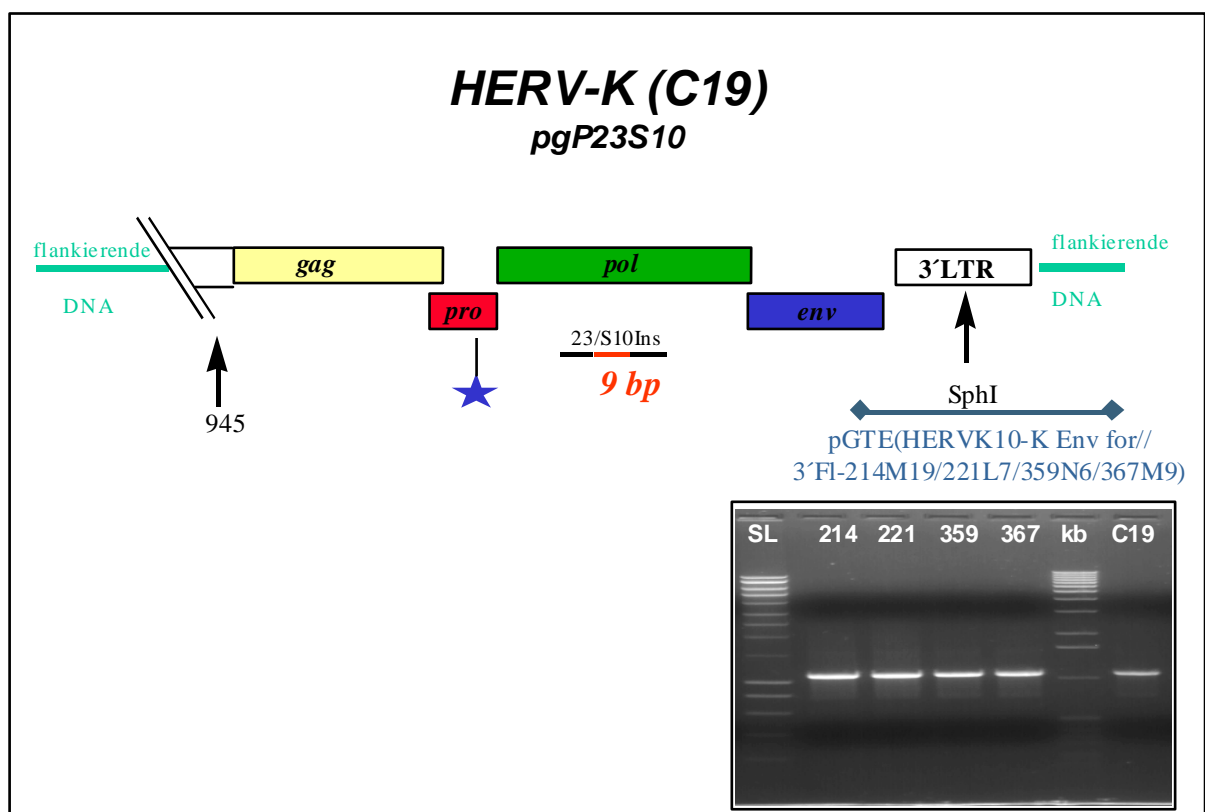 HERV-K (C19)
pgP23S10
flankierende
DNA
gag
pro
pol
env
3´LTR
flankierende
DNA
945
23/S10Ins
9 bp
SphI
pGTE(HERVK10-K Env for//
3´Fl-214M19/221L7/359N6/367M9)
SL 214 221 359 367 kb C19